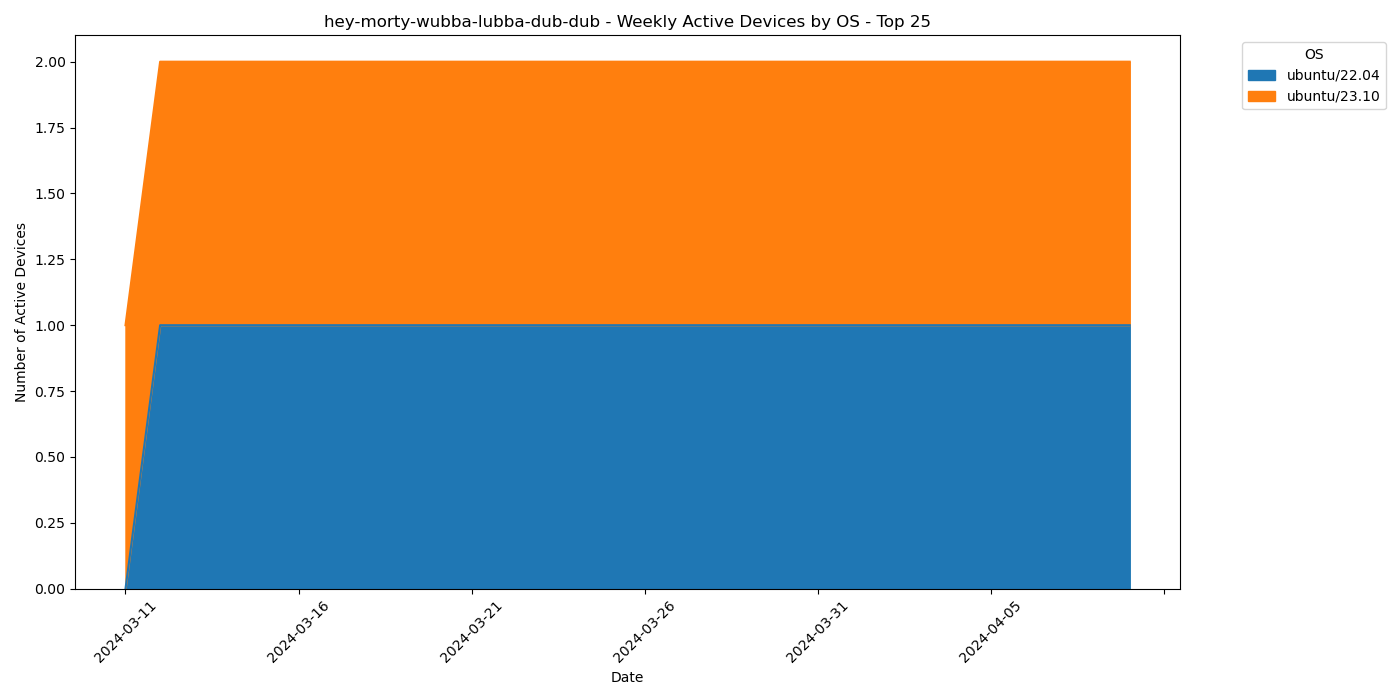 hey-morty-wubba-lubba-dub-dub - Weekly Active Devices by OS - Top 25
OS
ubuntu/22.04
ubuntu/23.10
Number of Active Devices
2.00
1.75
1.50
1.25
1.00
0.75
0.50
0.25
0.00
2024-03-11
2024-03-16
2024-03-21
2024-03-26
2024-03-31
2024-04-05
Date